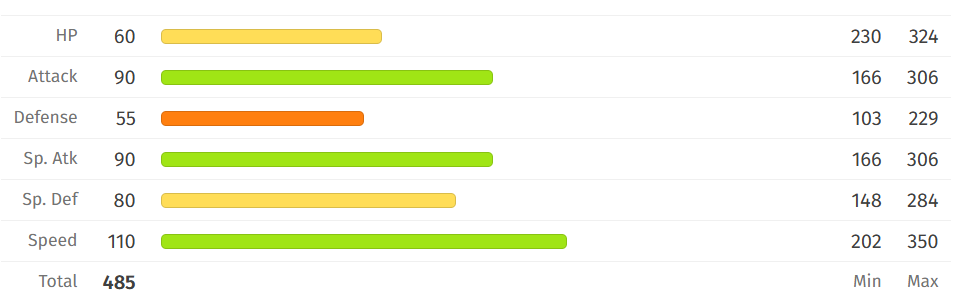 HP 60 230 324
Attack 90 166 306
Defense 55 103 229
Sp. Atk 90 166 306
Sp. Def 80 148 284
Speed 110 202 350
Total 485 Min Max